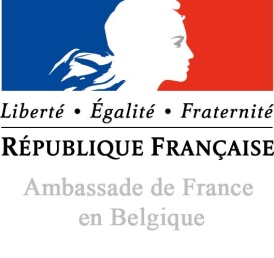 Liberté • Égalité • Fraternité
RÉPUBLIQUE FRANÇAISE
Ambassade de France
en Belgique